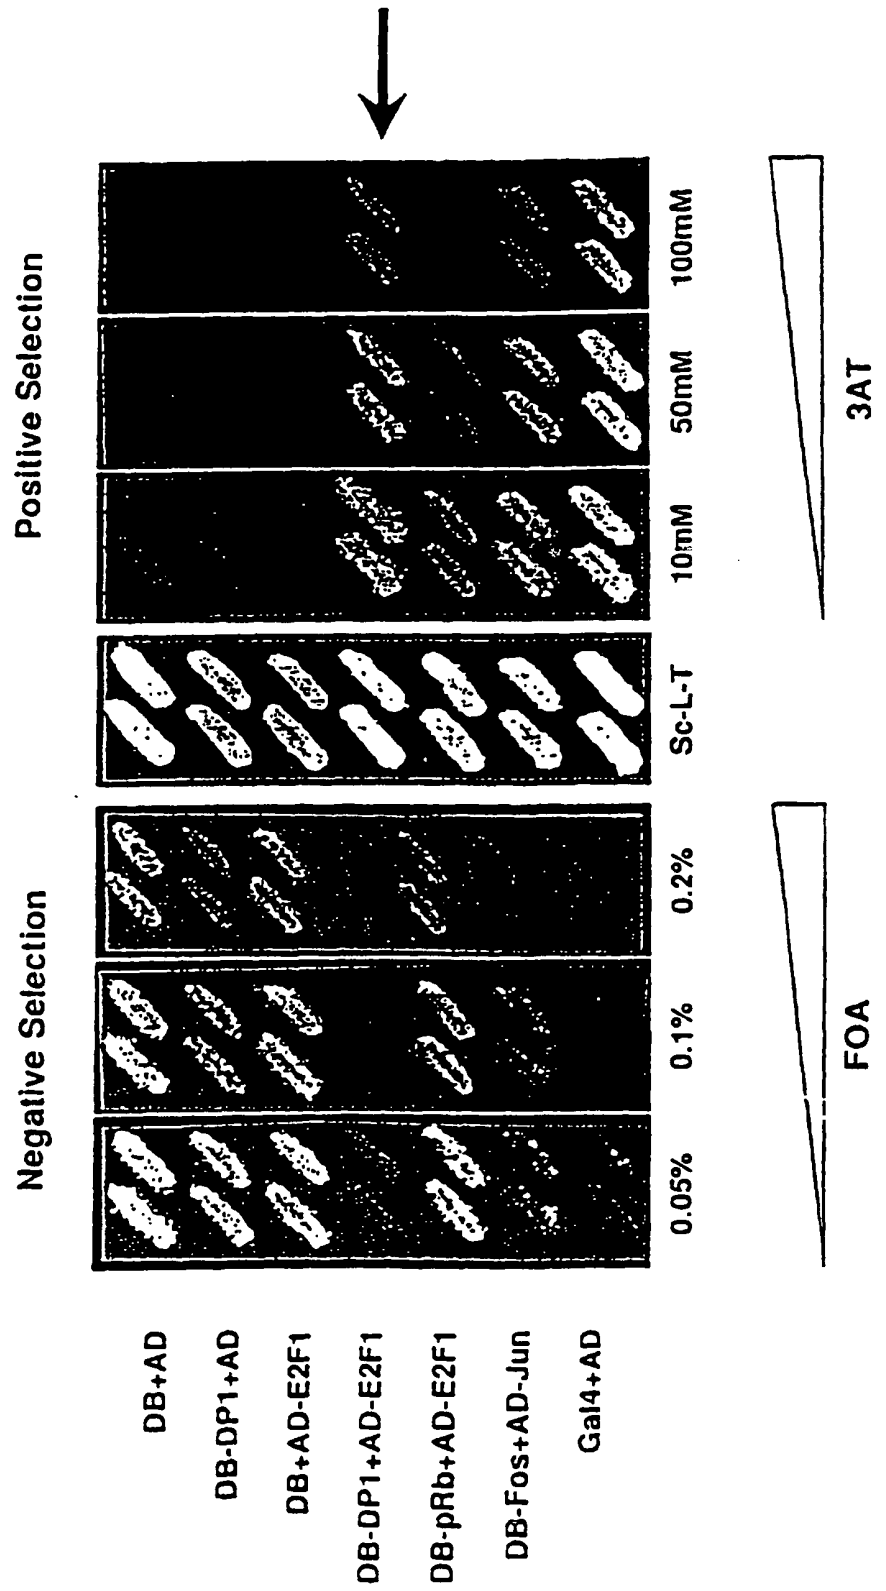 Negative Selection
Positive Selection
DB+AD
DB-DP1+AD
DB+AD-E2F1
DB-DP1+AD-E2F1
DB-pRb+AD-E2F1
DB-Fos+AD-Jun
Gal4+AD
0.05%
0.1%
0.2%
Sc-L-T
10mM
50mM
100mM
FOA
3AT